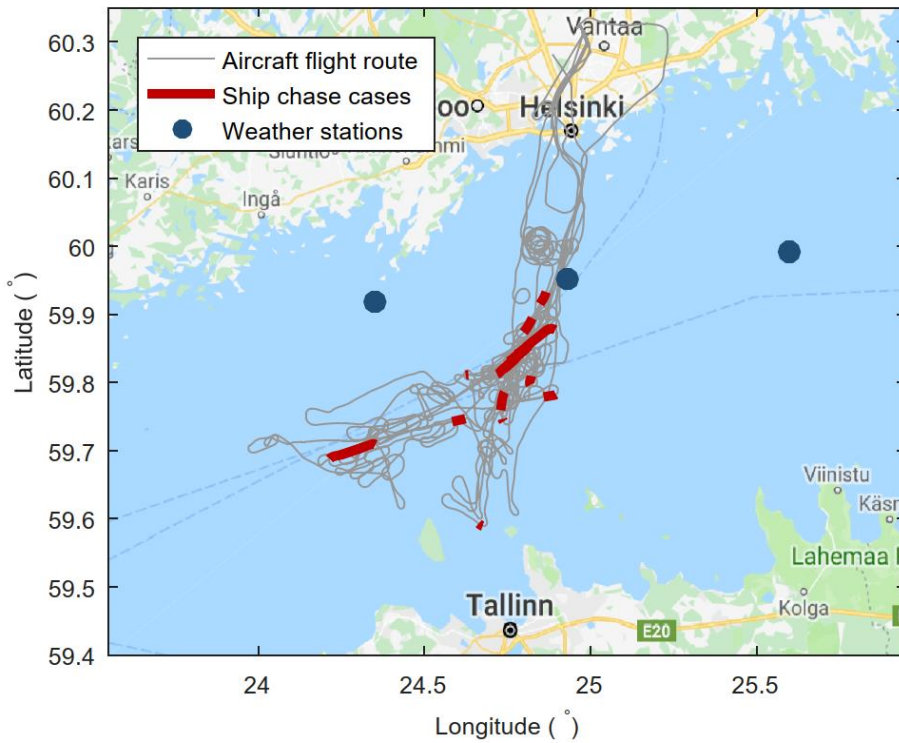 Vantaa
Aircraft flight route
Ship chase cases
Weather stations
oo
Helsinki
Karis
Ingå
Viinistu
Lahemaa
Kolga
Tallinn
E20
60.3
60.2
60.1
60
59.9
59.8
59.7
59.6
59.5
59.4
24
24.5
25
25.5
Latitude ( ° )
Longitude ( ° )